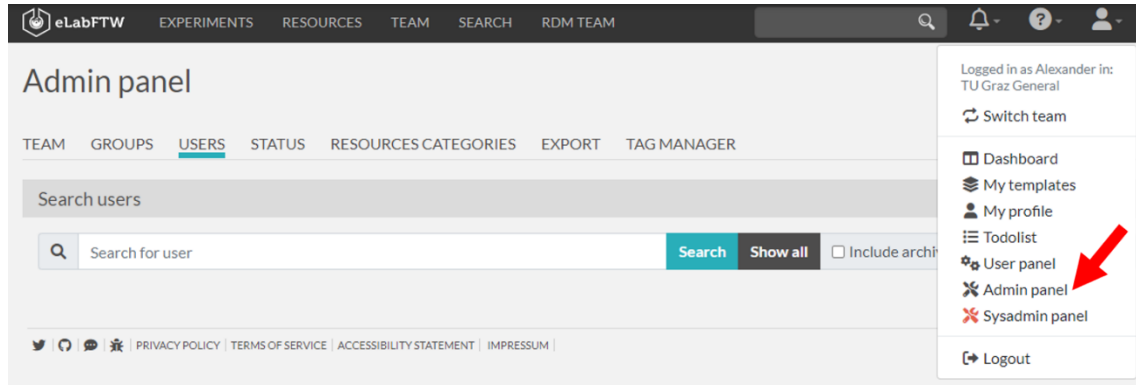 eLabFTW EXPERIMENTS RESOURCES TEAM SEARCH RDM TEAM
Admin panel
TEAM GROUPS USERS STATUS RESOURCES CATEGORIES EXPORT TAG MANAGER
Search users
Search for user Search Show all Include archi
PRIVACY POLICY | TERMS OF SERVICE | ACCESSIBILITY STATEMENT | IMPRESSUM |
Logged in as Alexander in:
TU Graz General
Switch team
Dashboard
My templates
My profile
Todolist
User panel
Admin panel
Sysadmin panel
Logout